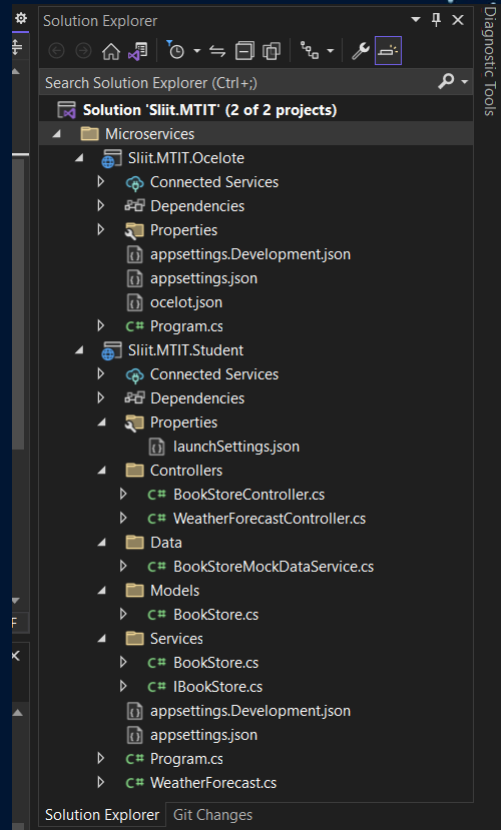 Solution Explorer
Search Solution Explorer (Ctrl+;)
Solution 'Sliit.MTIT' (2 of 2 projects)
Microservices
Sliit.MTIT.Ocelote
Connected Services
Dependencies
Properties
appsettings.Development.json
appsettings.json
ocelot.json
C# Program.cs
Sliit.MTIT.Student
Connected Services
Dependencies
Properties
launchSettings.json
Controllers
C# BookStoreController.cs
C# WeatherForecastController.cs
Data
C# BookStoreMockDataService.cs
Models
C# BookStore.cs
Services
C# BookStore.cs
C# IBookStore.cs
appsettings.Development.json
appsettings.json
C# Program.cs
C# WeatherForecast.cs
Solution Explorer Git Changes
Diagnostic Tools